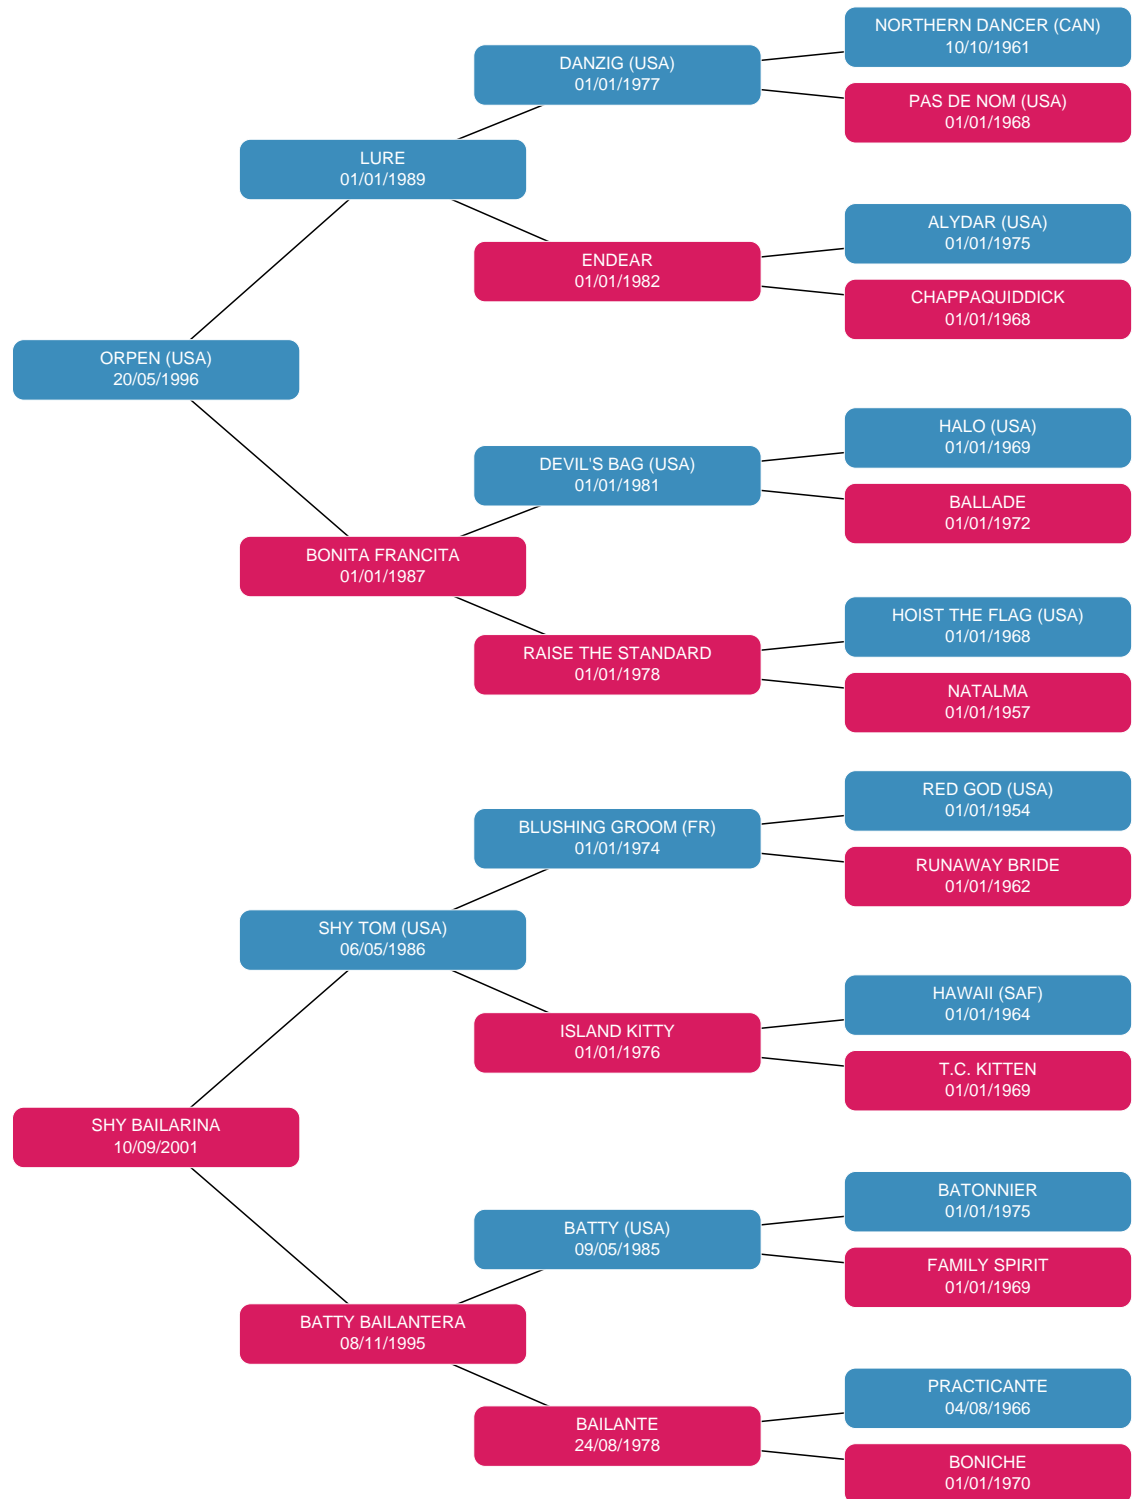 NORTHERN DANCER (CAN)
10/10/1961
DANZIG (USA)
01/01/1977
PAS DE NOM (USA)
01/01/1968
LURE
01/01/1989
ALYDAR (USA)
01/01/1975
ENDEAR
01/01/1982
CHAPPAQUIDDICK
01/01/1968
ORPEN (USA)
20/05/1996
HALO (USA)
01/01/1969
DEVIL'S BAG (USA)
01/01/1981
BALLADE
01/01/1972
BONITA FRANCITA
01/01/1987
HOIST THE FLAG (USA)
01/01/1968
RAISE THE STANDARD
01/01/1978
NATALMA
01/01/1957
RED GOD (USA)
01/01/1954
BLUSHING GROOM (FR)
01/01/1974
RUNAWAY BRIDE
01/01/1962
SHY TOM (USA)
06/05/1986
HAWAII (SAF)
01/01/1964
ISLAND KITTY
01/01/1976
T.C. KITTEN
01/01/1969
SHY BAILARINA
10/09/2001
BATONNIER
01/01/1975
BATTY (USA)
09/05/1985
FAMILY SPIRIT
01/01/1969
BATTY BAILANTERA
08/11/1995
PRACTICANTE
04/08/1966
BAILANTE
24/08/1978
BONICHE
01/01/1970